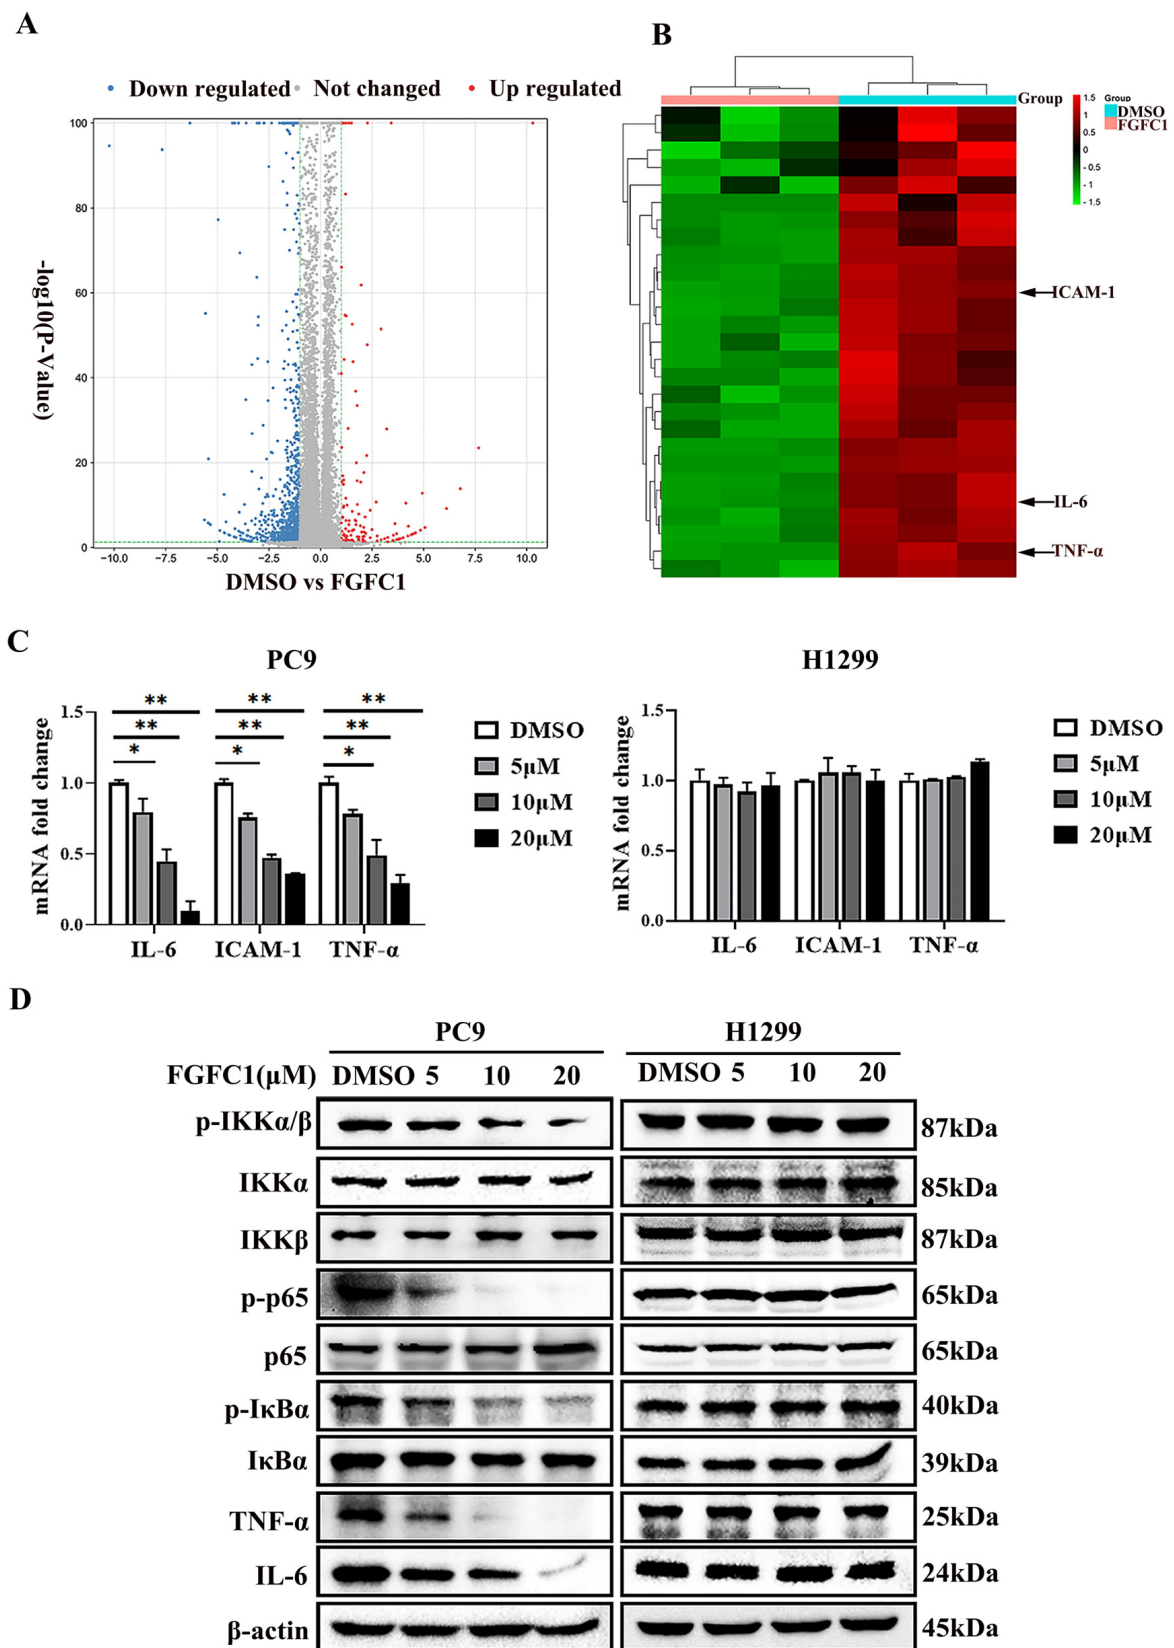 A
Down regulated Not changed Up regulated
100
80
60
40
20
0
-log10(P-Value)
−10.0 −7.5 −5.0 −2.5 0.0 2.5 5.0 7.5 10.0
DMSO vs FGFC1
B
Group
1.5
1
0.5
0
- 0.5
- 1
- 1.5
Group
DMSO
FGFC1
ICAM-1
IL-6
TNF-α
C
PC9
mRNA fold change
1.5
1.0
0.5
0.0
** ** **
** ** **
* * *
IL-6 ICAM-1 TNF-α
DMSO
5μM
10μM
20μM
H1299
mRNA fold change
1.5
1.0
0.5
0.0
IL-6 ICAM-1 TNF-α
DMSO
5μM
10μM
20μM
D
PC9 H1299
FGFC1(μM) DMSO 5 10 20 DMSO 5 10 20
p-IKKα/β 87kDa
IKKα 85kDa
IKKβ 87kDa
p-p65 65kDa
p65 65kDa
p-IκBα 40kDa
IκBα 39kDa
TNF-α 25kDa
IL-6 24kDa
β-actin 45kDa